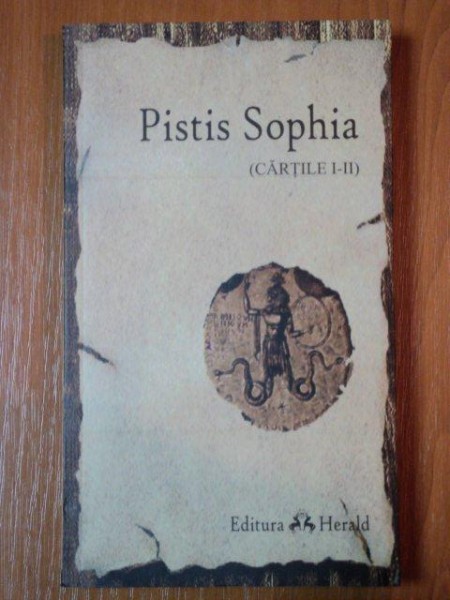 Pistis Sophia
(CĂRȚILE I-II)
Editura Herald